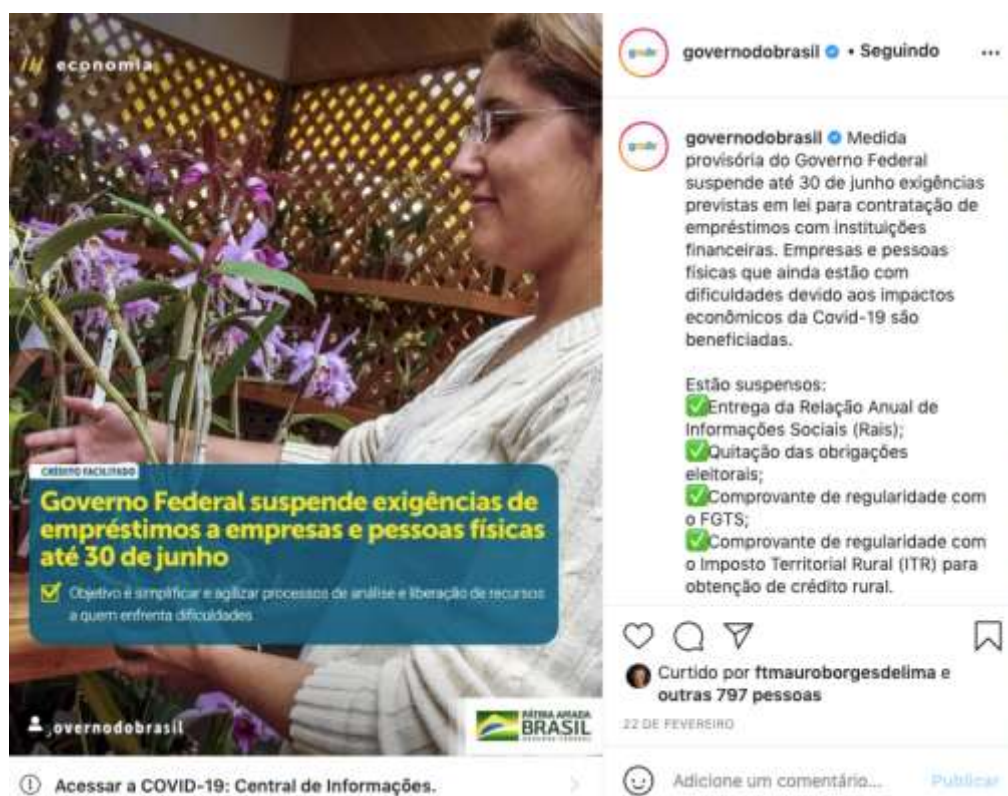 /// economia
CRÉDITO FACILITADO
Governo Federal suspende exigências de
empréstimos a empresas e pessoas físicas
até 30 de junho
Objetivo é simplificar e agilizar processos de análise e liberação de recursos
a quem enfrenta dificuldades
overnodobrasil
PÁTRIA AMADA
BRASIL
GOVERNO FEDERAL
Acessar a COVID-19: Central de Informações.
govbr
governodobrasil • Seguindo
...
govbr
governodobrasil Medida
provisória do Governo Federal
suspende até 30 de junho exigências
previstas em lei para contratação de
empréstimos com instituições
financeiras. Empresas e pessoas
físicas que ainda estão com
dificuldades devido aos impactos
econômicos da Covid-19 são
beneficiadas.
Estão suspensos:
✅Entrega da Relação Anual de
Informações Sociais (Rais);
✅Quitação das obrigações
eleitorais;
✅Comprovante de regularidade com
o FGTS;
✅Comprovante de regularidade com
o Imposto Territorial Rural (ITR) para
obtenção de crédito rural.
Curtido por ftmauroborgesdelima e
outras 797 pessoas
22 DE FEVEREIRO
Adicione um comentário... Publicar